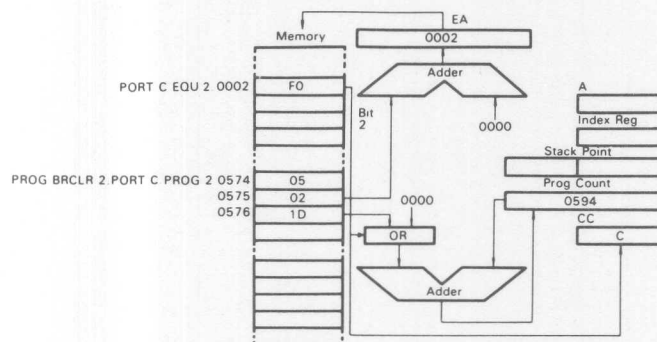 EA
Memory
0002
Adder
PORT C EQU 2 0002
F0
Bit
2
0000
A
Index Reg
Stack Point
PROG BRCLR 2.PORT C PROG 2 0574
05
Prog Count
0575
02
0000
0594
0576
1D
CC
OR
C
Adder